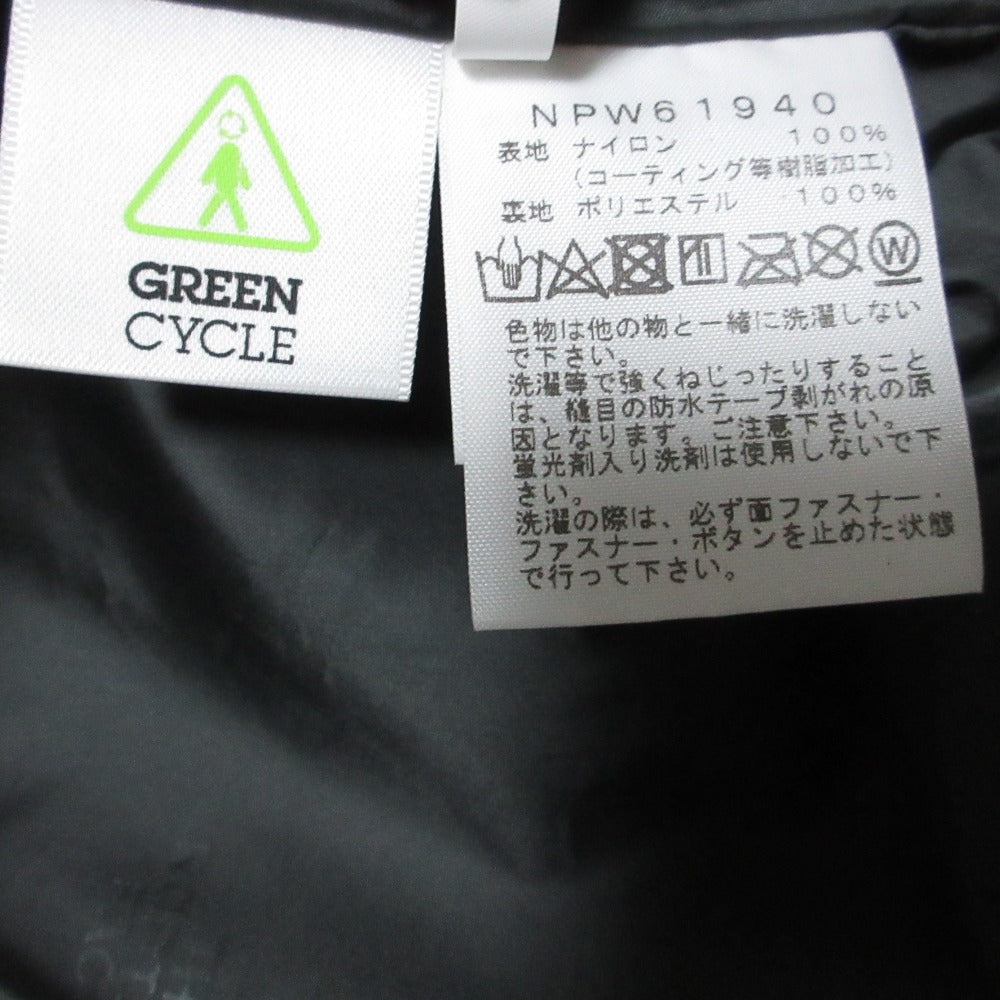 GREEN
CYCLE
NPW61940
表地 ナイロン 100%
(コーティング等樹脂加工)
裏地 ポリエステル 100%
W
色物は他の物と一緒に洗濯しない
で下さい。
洗濯等で強くねじったりすること
は、縫目の防水テープ剥がれの原
因となります。ご注意下さい。
蛍光剤入り洗剤は使用しないで下
さい。
洗濯の際は、必ず面ファスナー・
ファスナー・ボタンを止めた状態
で行って下さい。